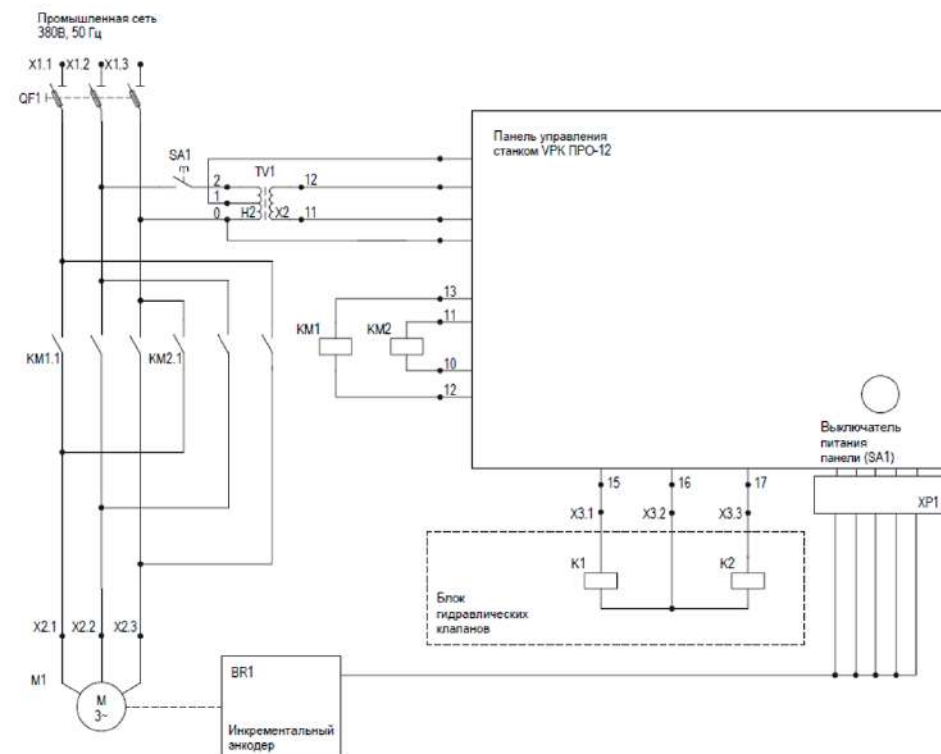 Промышленная сеть
380В, 50 Гц
X1.1 X1.2 X1.3
QF1
Панель управления
станком VPK ПРО-12
SA1
TV1
2
12
1
0
H2
X2
11
13
KM1
KM2
11
KM1.1
KM2.1
10
12
Выключатель
питания
панели (SA1)
15
16
17
XP1
X3.1
X3.2
X3.3
K1
K2
Блок
гидравлических
клапанов
X2.1
X2.2
X2.3
M1
BR1
M
3~
Инкрементальный
энкодер